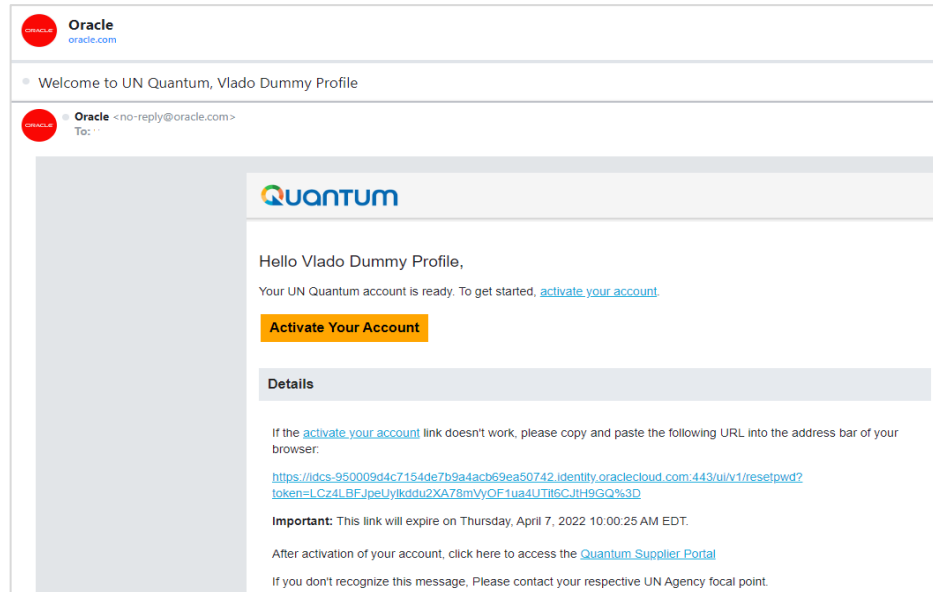 ORACLE
Oracle
oracle.com
Welcome to UN Quantum, Vlado Dummy Profile
ORACLE
Oracle <no-reply@oracle.com>
To:
Quantum
Hello Vlado Dummy Profile,
Your UN Quantum account is ready. To get started, activate your account.
Activate Your Account
Details
If the activate your account link doesn't work, please copy and paste the following URL into the address bar of your
browser:
https://idcs-950009d4c7154de7b9a4acb69ea50742.identity.oraclecloud.com:443/ui/v1/resetpwd?
token=LCz4LBFJpeUylkddu2XA78mVyOF1ua4UTit6CJtH9GQ%3D
Important: This link will expire on Thursday, April 7, 2022 10:00:25 AM EDT.
After activation of your account, click here to access the Quantum Supplier Portal
If you don't recognize this message, Please contact your respective UN Agency focal point.